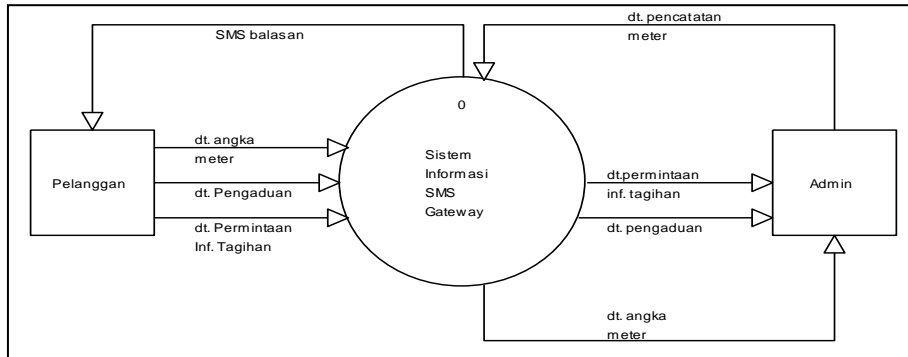 SMS balasan
dt. pencatatan
meter
0
Sistem
Informasi
SMS
Gateway
Pelanggan
dt. angka
meter
dt. Pengaduan
dt. Permintaan
Inf. Tagihan
dt.permintaan
inf. tagihan
dt. pengaduan
Admin
dt. angka
meter